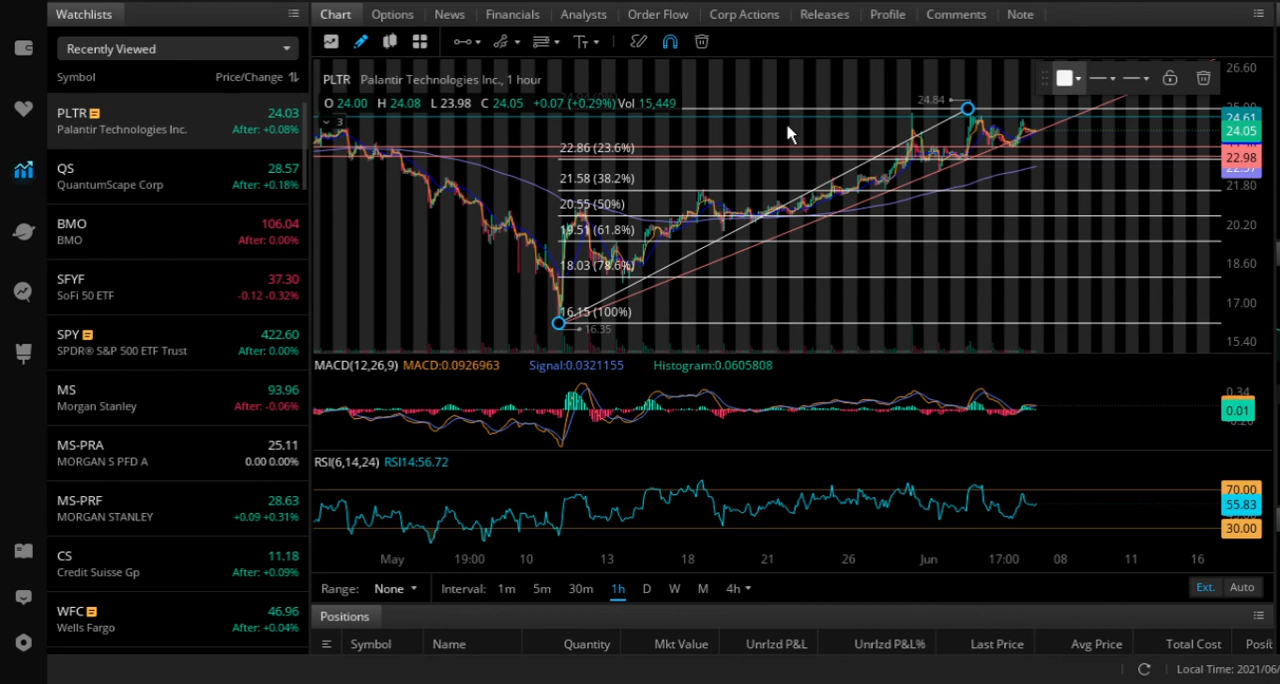 Watchlists
Recently Viewed
Symbol Price/Change
PLTR 24.03
Palantir Technologies Inc. After: +0.08%
QS 28.57
QuantumScape Corp After: +0.18%
BMO 106.04
BMO After: 0.00%
SFYF 37.30
SoFi 50 ETF -0.12 -0.32%
SPY 422.60
SPDR® S&P 500 ETF Trust After: 0.00%
MS 93.96
Morgan Stanley After: -0.06%
MS-PRA 25.11
MORGAN S PFD A 0.00 0.00%
MS-PRF 28.63
MORGAN STANLEY +0.09 +0.31%
CS 11.18
Credit Suisse Gp After: +0.09%
WFC 46.96
Wells Fargo After: +0.04%
Chart Options News Financials Analysts Order Flow Corp Actions Releases Profile Comments Note
PLTR Palantir Technologies Inc., 1 hour
O 24.00 H 24.08 L 23.98 C 24.05 +0.07 (+0.29%) Vol 15,449
3
24.84
22.86 (23.6%)
21.58 (38.2%)
20.55 (50%)
19.51 (61.8%)
18.03 (78.6%)
16.15 (100%)
16.35
26.60
24.61
24.05
22.98
21.80
20.20
18.60
17.00
15.40
MACD(12,26,9) MACD:0.0926963 Signal:0.0321155 Histogram:0.0605808
0.34
0.01
RSI(6,14,24) RSI14:56.72
70.00
55.83
30.00
May 19:00 10 13 18 21 26 Jun 17:00 08 11 16
Range: None Interval: 1m 5m 30m 1h D W M 4h Ext. Auto
Positions
Symbol Name Quantity Mkt Value Unrlzd P&L Unrlzd P&L% Last Price Avg Price Total Cost Posit
Local Time: 2021/06/